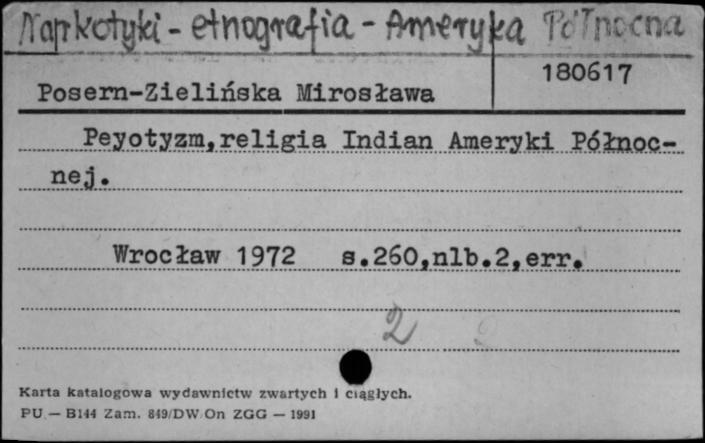 Narkotyki - etnografia - Ameryka Północna
180617
Posern-Zielińska Mirosława
Peyotyzm,religia Indian Ameryki Północ-
nej.
Wrocław 1972 s.260,nlb.2,err.
2
Karta katalogowa wydawnictw zwartych i ciągłych.
PU — B144 Zam. 849/DW/On ZGG — 1991